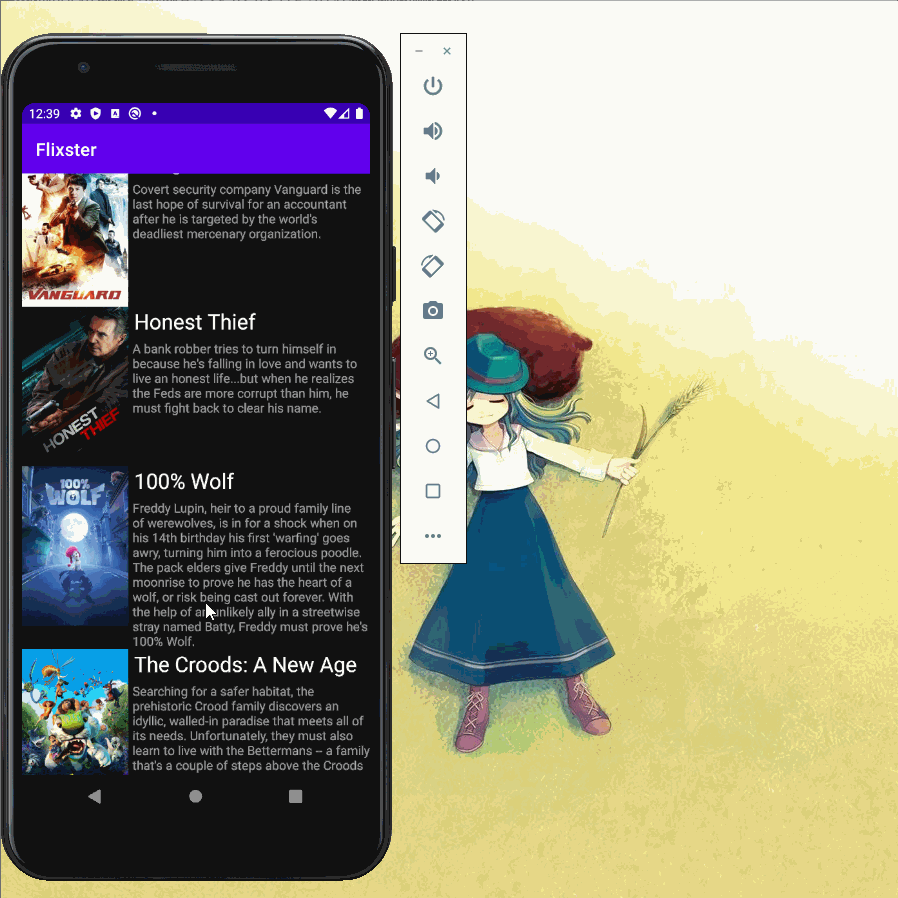 12:39
Flixster
Covert security company Vanguard is the
last hope of survival for an accountant
after he is targeted by the world's
deadliest mercenary organization.
VANGUARD
Honest Thief
A bank robber tries to turn himself in
because he's falling in love and wants to
live an honest life...but when he realizes
the Feds are more corrupt than him, he
must fight back to clear his name.
HONEST
THIEF
100% Wolf
100%
WOLF
Freddy Lupin, heir to a proud family line
of werewolves, is in for a shock when on
his 14th birthday his first 'warfing' goes
awry, turning him into a ferocious poodle.
The pack elders give Freddy until the next
moonrise to prove he has the heart of a
wolf, or risk being cast out forever. With
the help of an unlikely ally in a streetwise
stray named Batty, Freddy must prove he's
100% Wolf.
The Croods: A New Age
Searching for a safer habitat, the
prehistoric Crood family discovers an
idyllic, walled-in paradise that meets all of
its needs. Unfortunately, they must also
learn to live with the Bettermans – a family
that's a couple of steps above the Croods